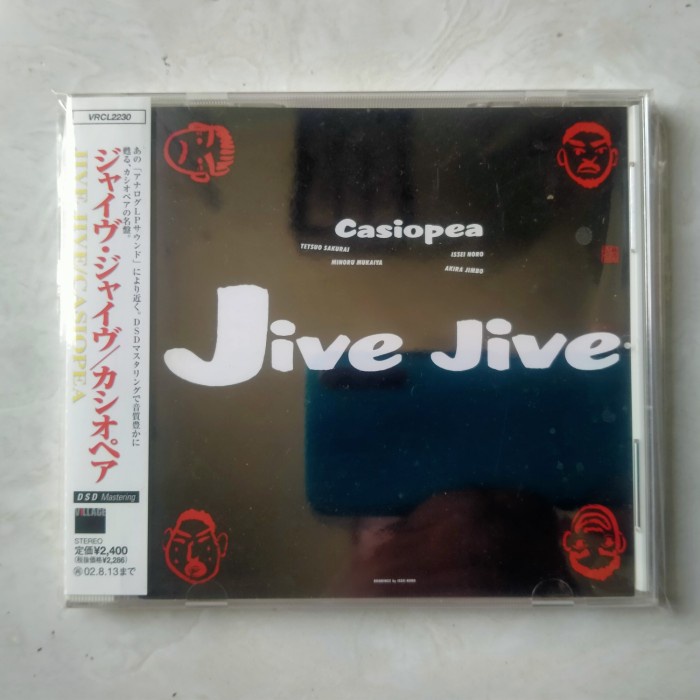 VRCL2230
あの「アナログLPサウンド」により近く。DSDマスタリングで音質豊かに
甦る、カシオペアの名盤。
ジャイヴ・ジャイヴ/カシオペア
JIVE JIVE/CASIOPEA
DSD Mastering
VILLAGE
STEREO
定価¥2,400
(税抜価格¥2,286)
02.8.13まで
Casiopea
TETSUO SAKURAI
ISSEI NORO
MINORU MUKAIYA
AKIRA JIMBO
Jive Jive